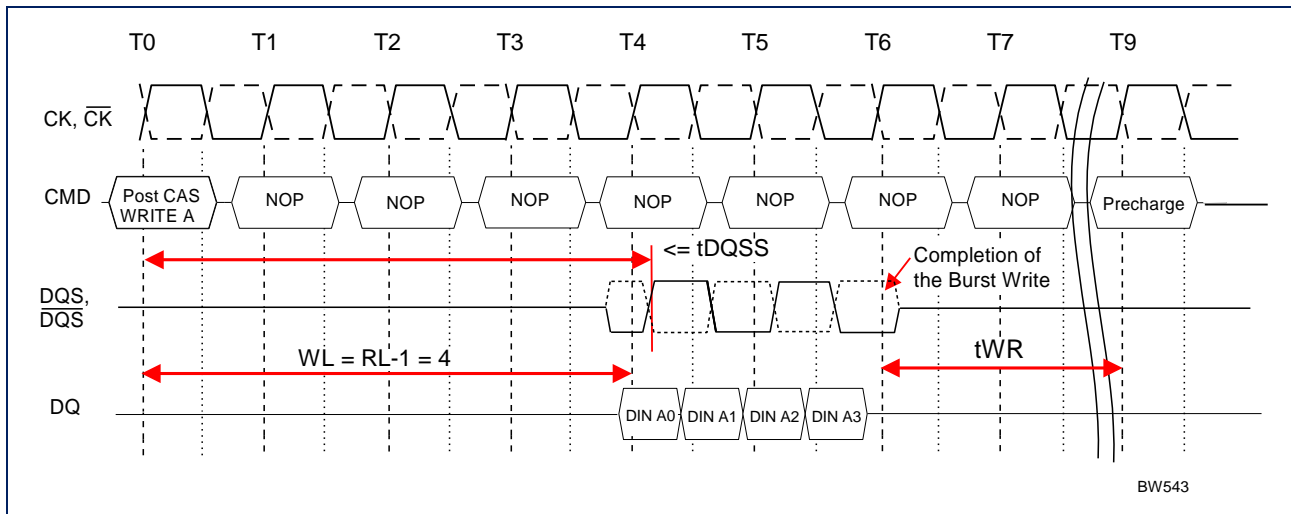 T0 T1 T2 T3 T4 T5 T6 T7 T9
CK, CK
CMD
Post CAS
WRITE A
NOP NOP NOP NOP NOP NOP NOP Precharge
<= tDQSS
Completion of
the Burst Write
DQS,
DQS
WL = RL-1 = 4
tWR
DQ
DIN A0 DIN A1 DIN A2 DIN A3
BW543